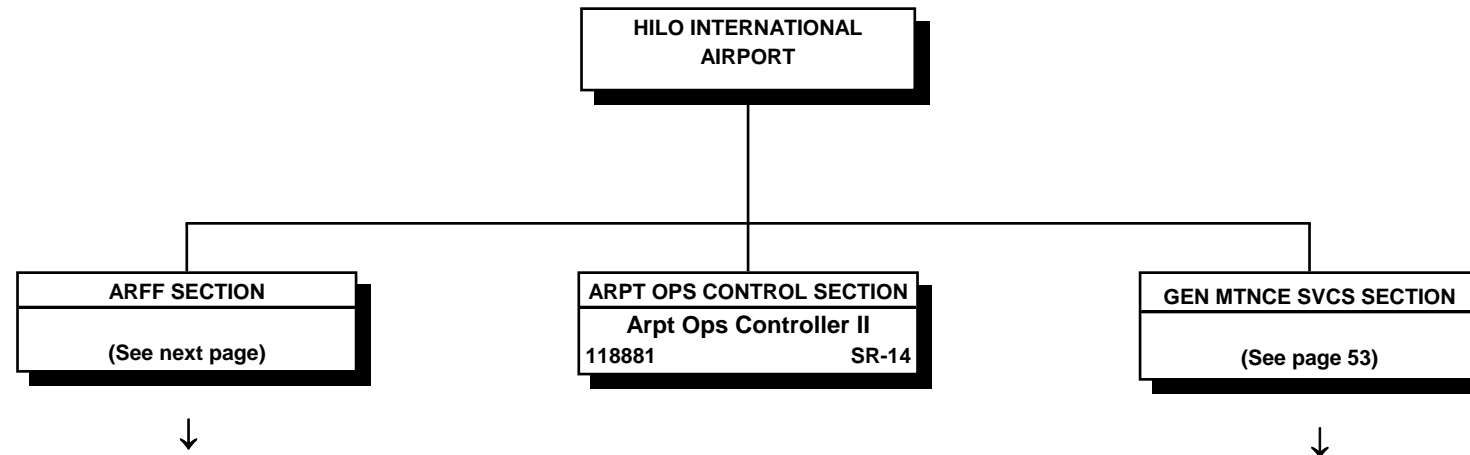 HILO INTERNATIONAL
AIRPORT
ARFF SECTION
(See next page)
↓
ARPT OPS CONTROL SECTION
Arpt Ops Controller II
118881 SR-14
GEN MTNCE SVCS SECTION
(See page 53)
↓